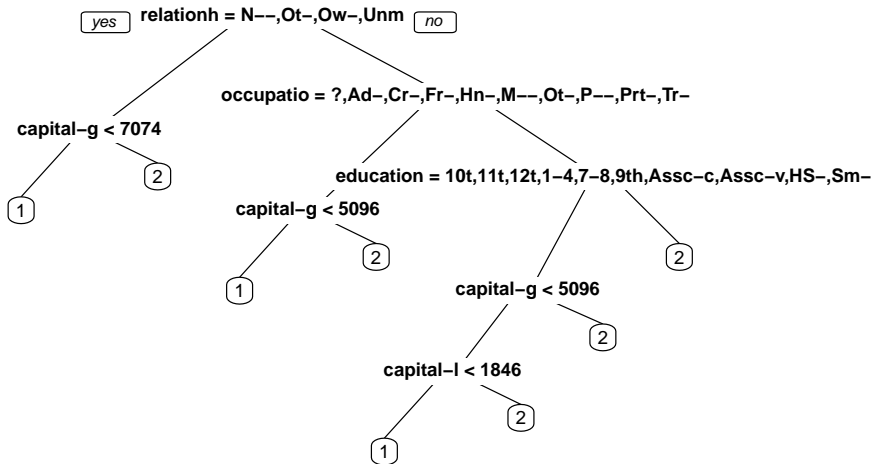 yes relationh = N−−,Ot−,Ow−,Unm no
occupatio = ?,Ad−,Cr−,Fr−,Hn−,M−−,Ot−,P−−,Prt−,Tr−
capital−g < 7074
education = 10t,11t,12t,1−4,7−8,9th,Assc−c,Assc−v,HS−,Sm−
1
2
capital−g < 5096
1
2
2
capital−g < 5096
2
capital−l < 1846
1
2